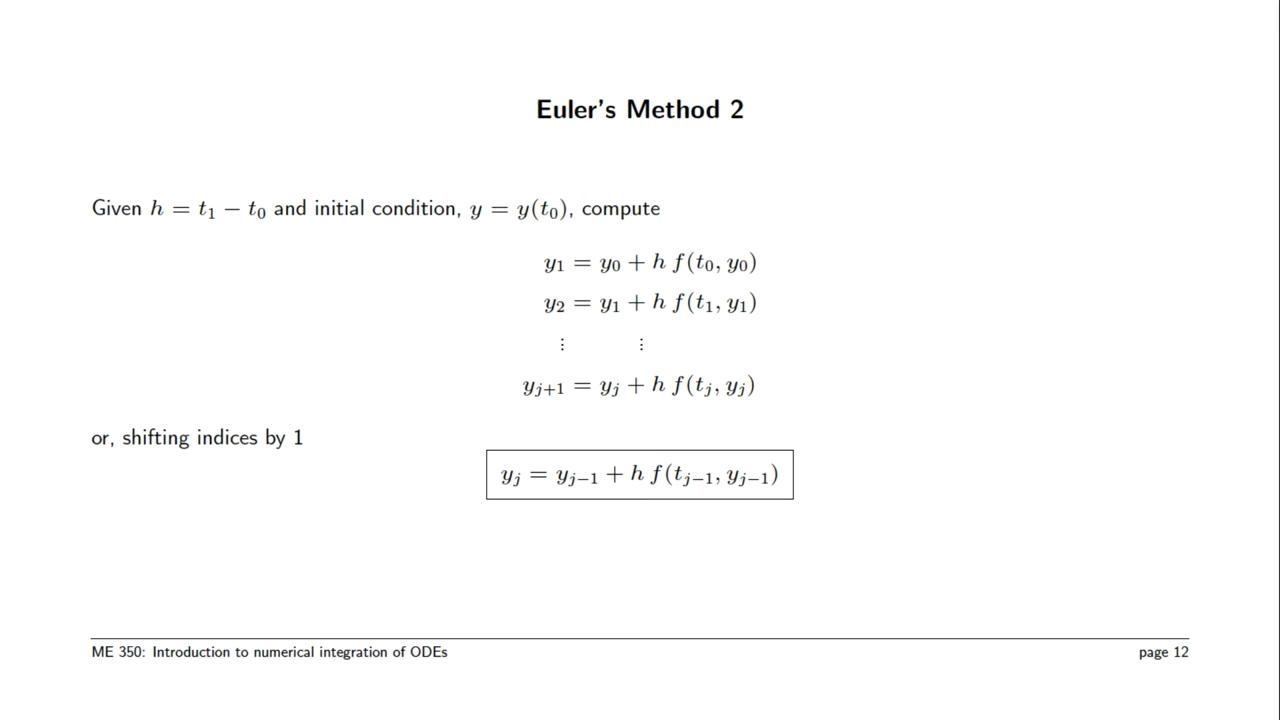 Euler's Method 2
Given h = t₁ − t₀ and initial condition, y = y(t₀), compute
y₁ = y₀ + h f(t₀, y₀)
y₂ = y₁ + h f(t₁, y₁)
⋮ ⋮
yⱼ₊₁ = yⱼ + h f(tⱼ, yⱼ)
or, shifting indices by 1
yⱼ = yⱼ₋₁ + h f(tⱼ₋₁, yⱼ₋₁)
ME 350: Introduction to numerical integration of ODEs page 12